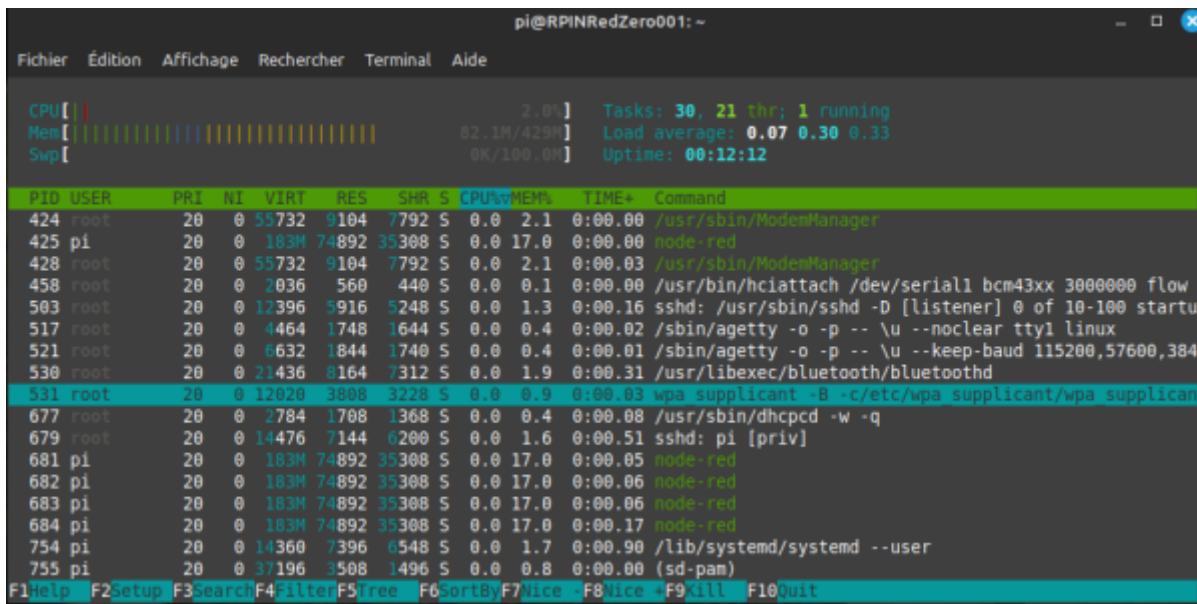 pi@RPINRedZero001: ~
Fichier Édition Affichage Rechercher Terminal Aide
CPU[|| 2.0%] Tasks: 30, 21 thr; 1 running
Mem[|||||||||||||||||||||||||||||| 82.1M/429M] Load average: 0.07 0.30 0.33
Swp[ 0K/100.0M] Uptime: 00:12:12
PID USER PRI NI VIRT RES SHR S CPU%▽MEM% TIME+ Command
424 root 20 0 55732 9104 7792 S 0.0 2.1 0:00.00 /usr/sbin/ModemManager
425 pi 20 0 183M 74892 35308 S 0.0 17.0 0:00.00 node-red
428 root 20 0 55732 9104 7792 S 0.0 2.1 0:00.03 /usr/sbin/ModemManager
458 root 20 0 2036 560 440 S 0.0 0.1 0:00.00 /usr/bin/hciattach /dev/serial1 bcm43xx 3000000 flow
503 root 20 0 12396 5916 5248 S 0.0 1.3 0:00.16 sshd: /usr/sbin/sshd -D [listener] 0 of 10-100 startu
517 root 20 0 4464 1748 1644 S 0.0 0.4 0:00.02 /sbin/agetty -o -p -- \u --noclear tty1 linux
521 root 20 0 6632 1844 1740 S 0.0 0.4 0:00.01 /sbin/agetty -o -p -- \u --keep-baud 115200,57600,384
530 root 20 0 21436 8164 7312 S 0.0 1.9 0:00.31 /usr/libexec/bluetooth/bluetoothd
531 root 20 0 12020 3808 3228 S 0.0 0.9 0:00.03 wpa_supplicant -B -c/etc/wpa_supplicant/wpa_supplican
677 root 20 0 2784 1708 1368 S 0.0 0.4 0:00.08 /usr/sbin/dhcpcd -w -q
679 root 20 0 14476 7144 6200 S 0.0 1.6 0:00.51 sshd: pi [priv]
681 pi 20 0 183M 74892 35308 S 0.0 17.0 0:00.05 node-red
682 pi 20 0 183M 74892 35308 S 0.0 17.0 0:00.06 node-red
683 pi 20 0 183M 74892 35308 S 0.0 17.0 0:00.06 node-red
684 pi 20 0 183M 74892 35308 S 0.0 17.0 0:00.17 node-red
754 pi 20 0 14360 7396 6548 S 0.0 1.7 0:00.90 /lib/systemd/systemd --user
755 pi 20 0 37196 3508 1496 S 0.0 0.8 0:00.00 (sd-pam)
F1Help F2Setup F3SearchF4FilterF5Tree F6SortByF7Nice -F8Nice +F9Kill F10Quit